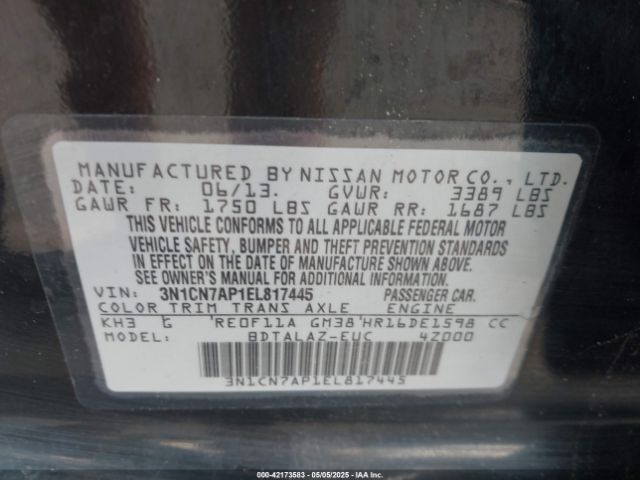 MANUFACTURED BY NISSAN MOTOR CO., LTD.
DATE: 06/13. GVWR: 3389 LBS
GAWR FR: 1750 LBS GAWR RR: 1687 LBS
THIS VEHICLE CONFORMS TO ALL APPLICABLE FEDERAL MOTOR
VEHICLE SAFETY, BUMPER AND THEFT PREVENTION STANDARDS
IN EFFECT ON THE DATE OF MANUFACTURE SHOWN ABOVE.
SEE OWNER'S MANUAL FOR ADDITIONAL INFORMATION.
VIN: 3N1CN7AP1EL817445 PASSENGER CAR.
COLOR TRIM TRANS AXLE ENGINE
KH3 G 'RE0F11A GM38'HR16DE1598 CC
MODEL: BDTALAZ-EUC 4Z000
3N1CN7AP1EL817445
00-42173583 - 05/05/2025 - IAA Inc.